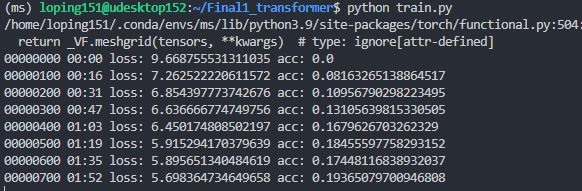 (ms) loping151@udesktop152:~/Final1_transformer$ python train.py
/home/loping151/.conda/envs/ms/lib/python3.9/site-packages/torch/functional.py:504:
return _VF.meshgrid(tensors, **kwargs)  # type: ignore[attr-defined]
00000000 00:00 loss: 9.668755531311035 acc: 0.0
00000100 00:16 loss: 7.262522220611572 acc: 0.08163265138864517
00000200 00:31 loss: 6.854397773742676 acc: 0.10956790298223495
00000300 00:47 loss: 6.636666774749756 acc: 0.13105639815330505
00000400 01:03 loss: 6.450174808502197 acc: 0.1679626703262329
00000500 01:19 loss: 5.915294170379639 acc: 0.18455597758293152
00000600 01:35 loss: 5.895651340484619 acc: 0.17448116838932037
00000700 01:52 loss: 5.698364734649658 acc: 0.19365079700946808